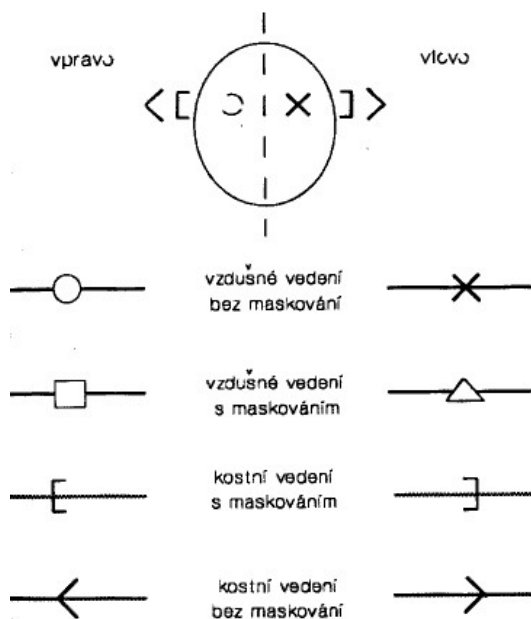 vpravo
vlevo
vzdušné vedení
bez maskování
vzdušné vedení
s maskováním
kostní vedení
s maskováním
kostní vedení
bez maskování